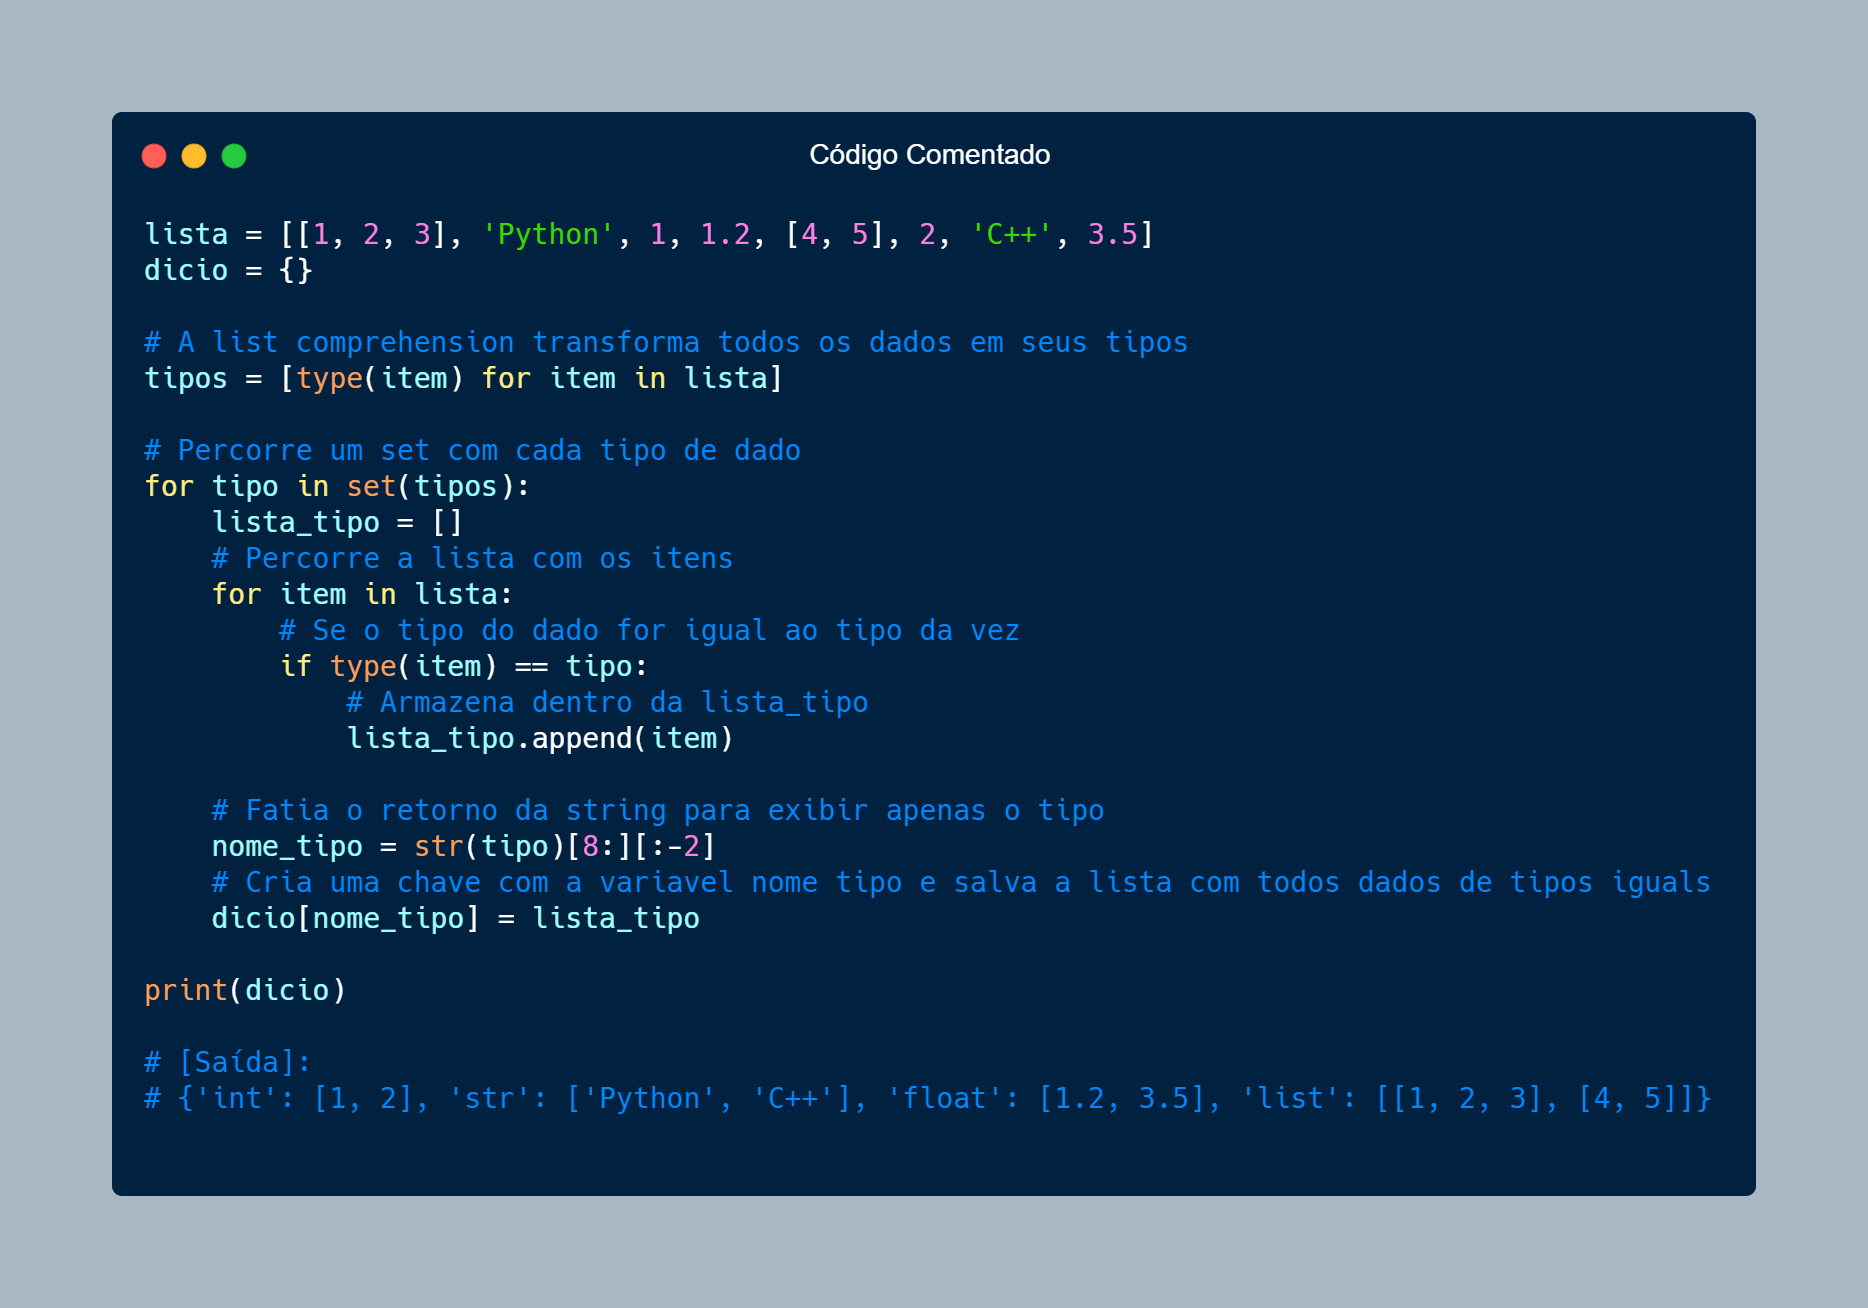 Código Comentado
lista = [[1, 2, 3], 'Python', 1, 1.2, [4, 5], 2, 'C++', 3.5]
dicio = {}
# A list comprehension transforma todos os dados em seus tipos
tipos = [type(item) for item in lista]
# Percorre um set com cada tipo de dado
for tipo in set(tipos):
    lista_tipo = []
    # Percorre a lista com os itens
    for item in lista:
        # Se o tipo do dado for igual ao tipo da vez
        if type(item) == tipo:
            # Armazena dentro da lista_tipo
            lista_tipo.append(item)
    # Fatia o retorno da string para exibir apenas o tipo
    nome_tipo = str(tipo)[8:][:-2]
    # Cria uma chave com a variavel nome tipo e salva a lista com todos dados de tipos iguals
    dicio[nome_tipo] = lista_tipo
print(dicio)
# [Saída]:
# {'int': [1, 2], 'str': ['Python', 'C++'], 'float': [1.2, 3.5], 'list': [[1, 2, 3], [4, 5]]}